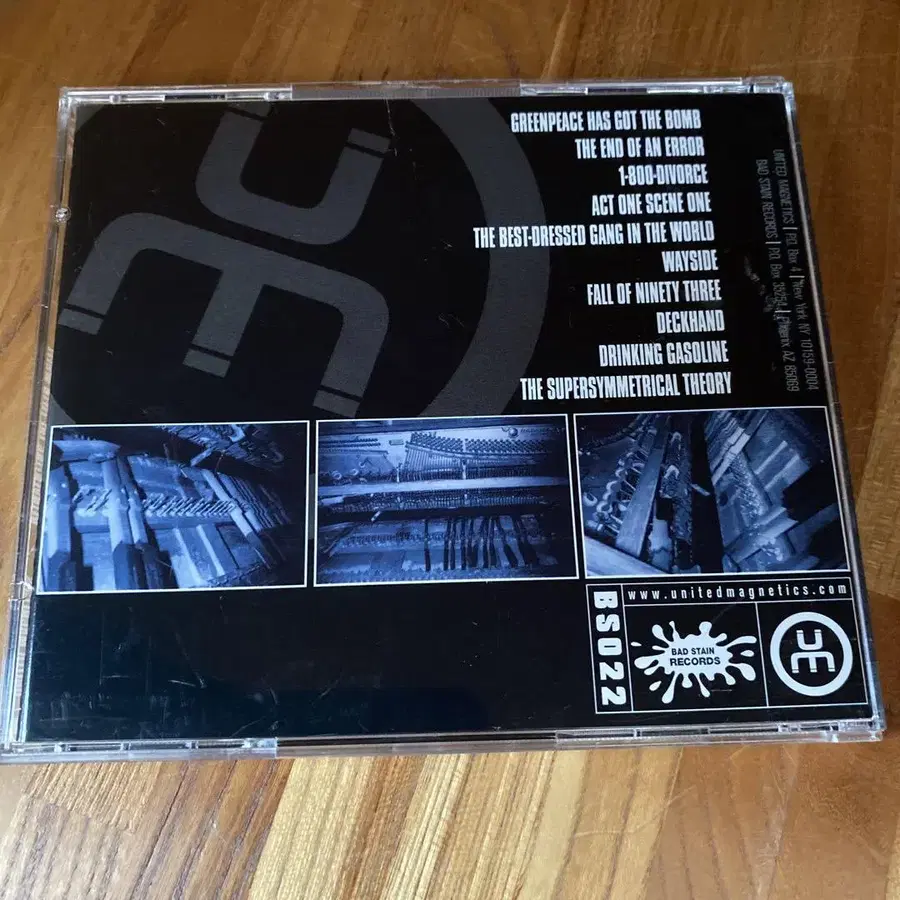 GREENPEACE HAS GOT THE BOMB
THE END OF AN ERROR
1-800-DIVORCE
ACT ONE SCENE ONE
THE BEST-DRESSED GANG IN THE WORLD
WAYSIDE
FALL OF NINETY THREE
DECKHAND
DRINKING GASOLINE
THE SUPERSYMMETRICAL THEORY
UNITED MAGNETICS | P.O. Box 4 | New York NY 10159-0004
BAD STAIN RECORDS | P.O. Box | Phoenix AZ 85069
www.unitedmagnetics.com
BS022
BAD STAIN
RECORDS